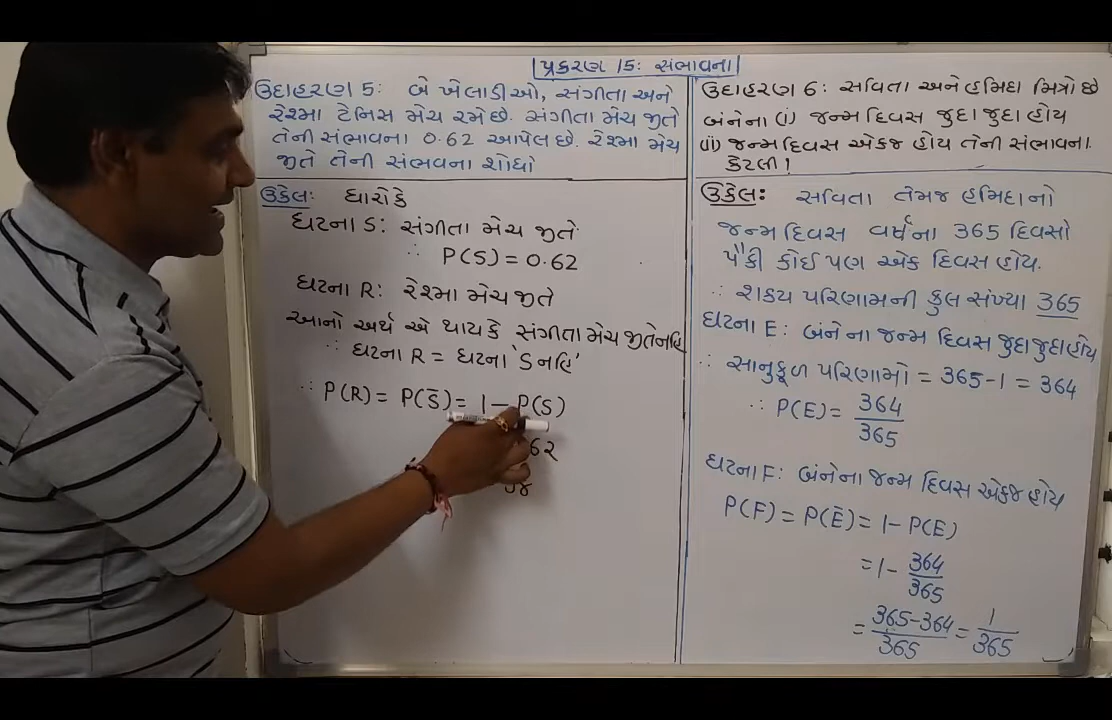 પ્રકરણ 15: સંભાવના
ઉદાહરણ 5: બે ખેલાડીઓ, સંગીતા અને
રેશ્મા ટેનિસ મેચ રમે છે. સંગીતા મેચ જીતે
તેની સંભાવના 0.62 આપેલ છે. રેશ્મા મેચ
જીતે તેની સંભવના શોધો
ઉકેલ: ધારોકે
ઘટના S: સંગીતા મેચ જીતે
∴ P(S) = 0.62
ઘટના R: રેશ્મા મેચ જીતે
આનો અર્થ એ થાય કે સંગીતા મેચ જીતે નહિ
∴ ઘટના R = ઘટના 'S નહિ'
∴ P(R) = P(S̄) = 1 − P(S)
62
ઉદાહરણ 6: સવિતા અને હમિદા મિત્રો છે
બંનેના (i) જન્મ દિવસ જુદા જુદા હોય
(ii) જન્મ દિવસ એકજ હોય તેની સંભાવના
કેટલી?
ઉકેલ: સવિતા તેમજ હમિદાનો
જન્મ દિવસ વર્ષના 365 દિવસો
પૈકી કોઈ પણ એક દિવસ હોય.
∴ શક્ય પરિણામની કુલ સંખ્યા 365
ઘટના E: બંને ના જન્મ દિવસ જુદા જુદા હોય
∴ સાનુકૂળ પરિણામો = 365-1 = 364
∴ P(E) = 364/365
ઘટના F: બંનેના જન્મ દિવસ એકજ હોય
P(F) = P(Ē) = 1 - P(E)
= 1 - 364/365
= 365-364/365 = 1/365